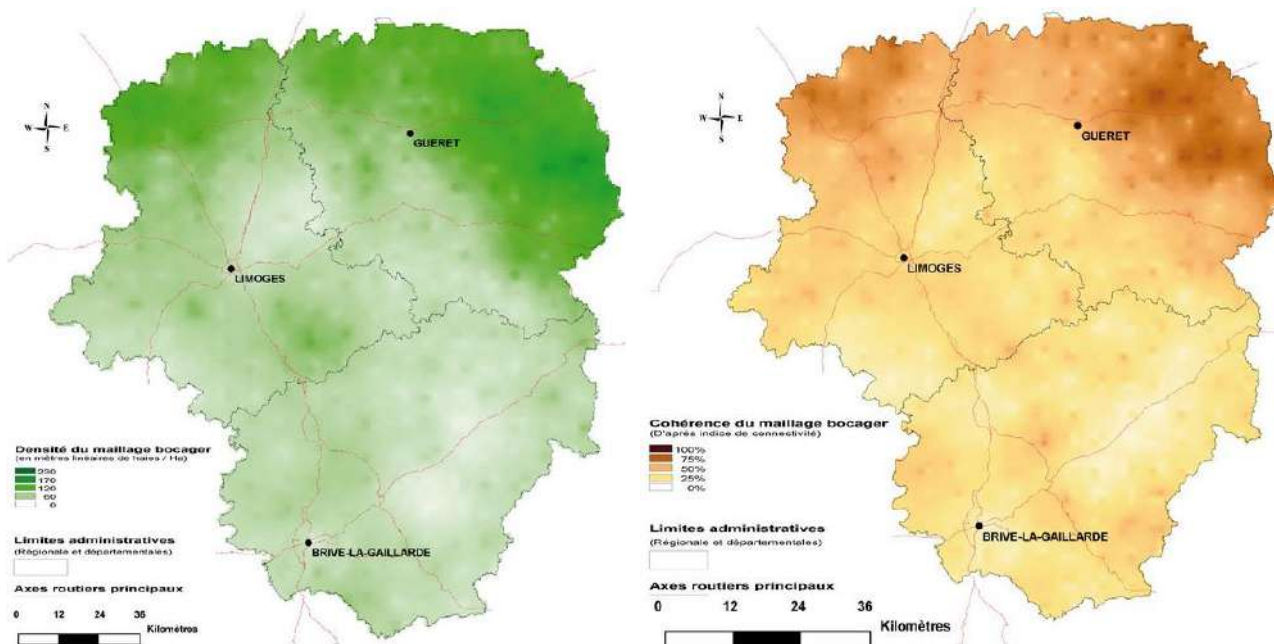 N
W E
S
GUERET
LIMOGES
BRIVE-LA-GAILLARDE
Densité du maillage bocager
(en mètres linéaires de haies / Ha)
230
170
120
60
0
Limites administratives
(Régionale et départementales)
Axes routiers principaux
0 12 24 36
Kilomètres
N
W E
S
GUERET
LIMOGES
BRIVE-LA-GAILLARDE
Cohérence du maillage bocager
(D'après indice de connectivité)
100%
75%
50%
25%
0%
Limites administratives
(Régionale et départementales)
Axes routiers principaux
0 12 24 36
Kilomètres